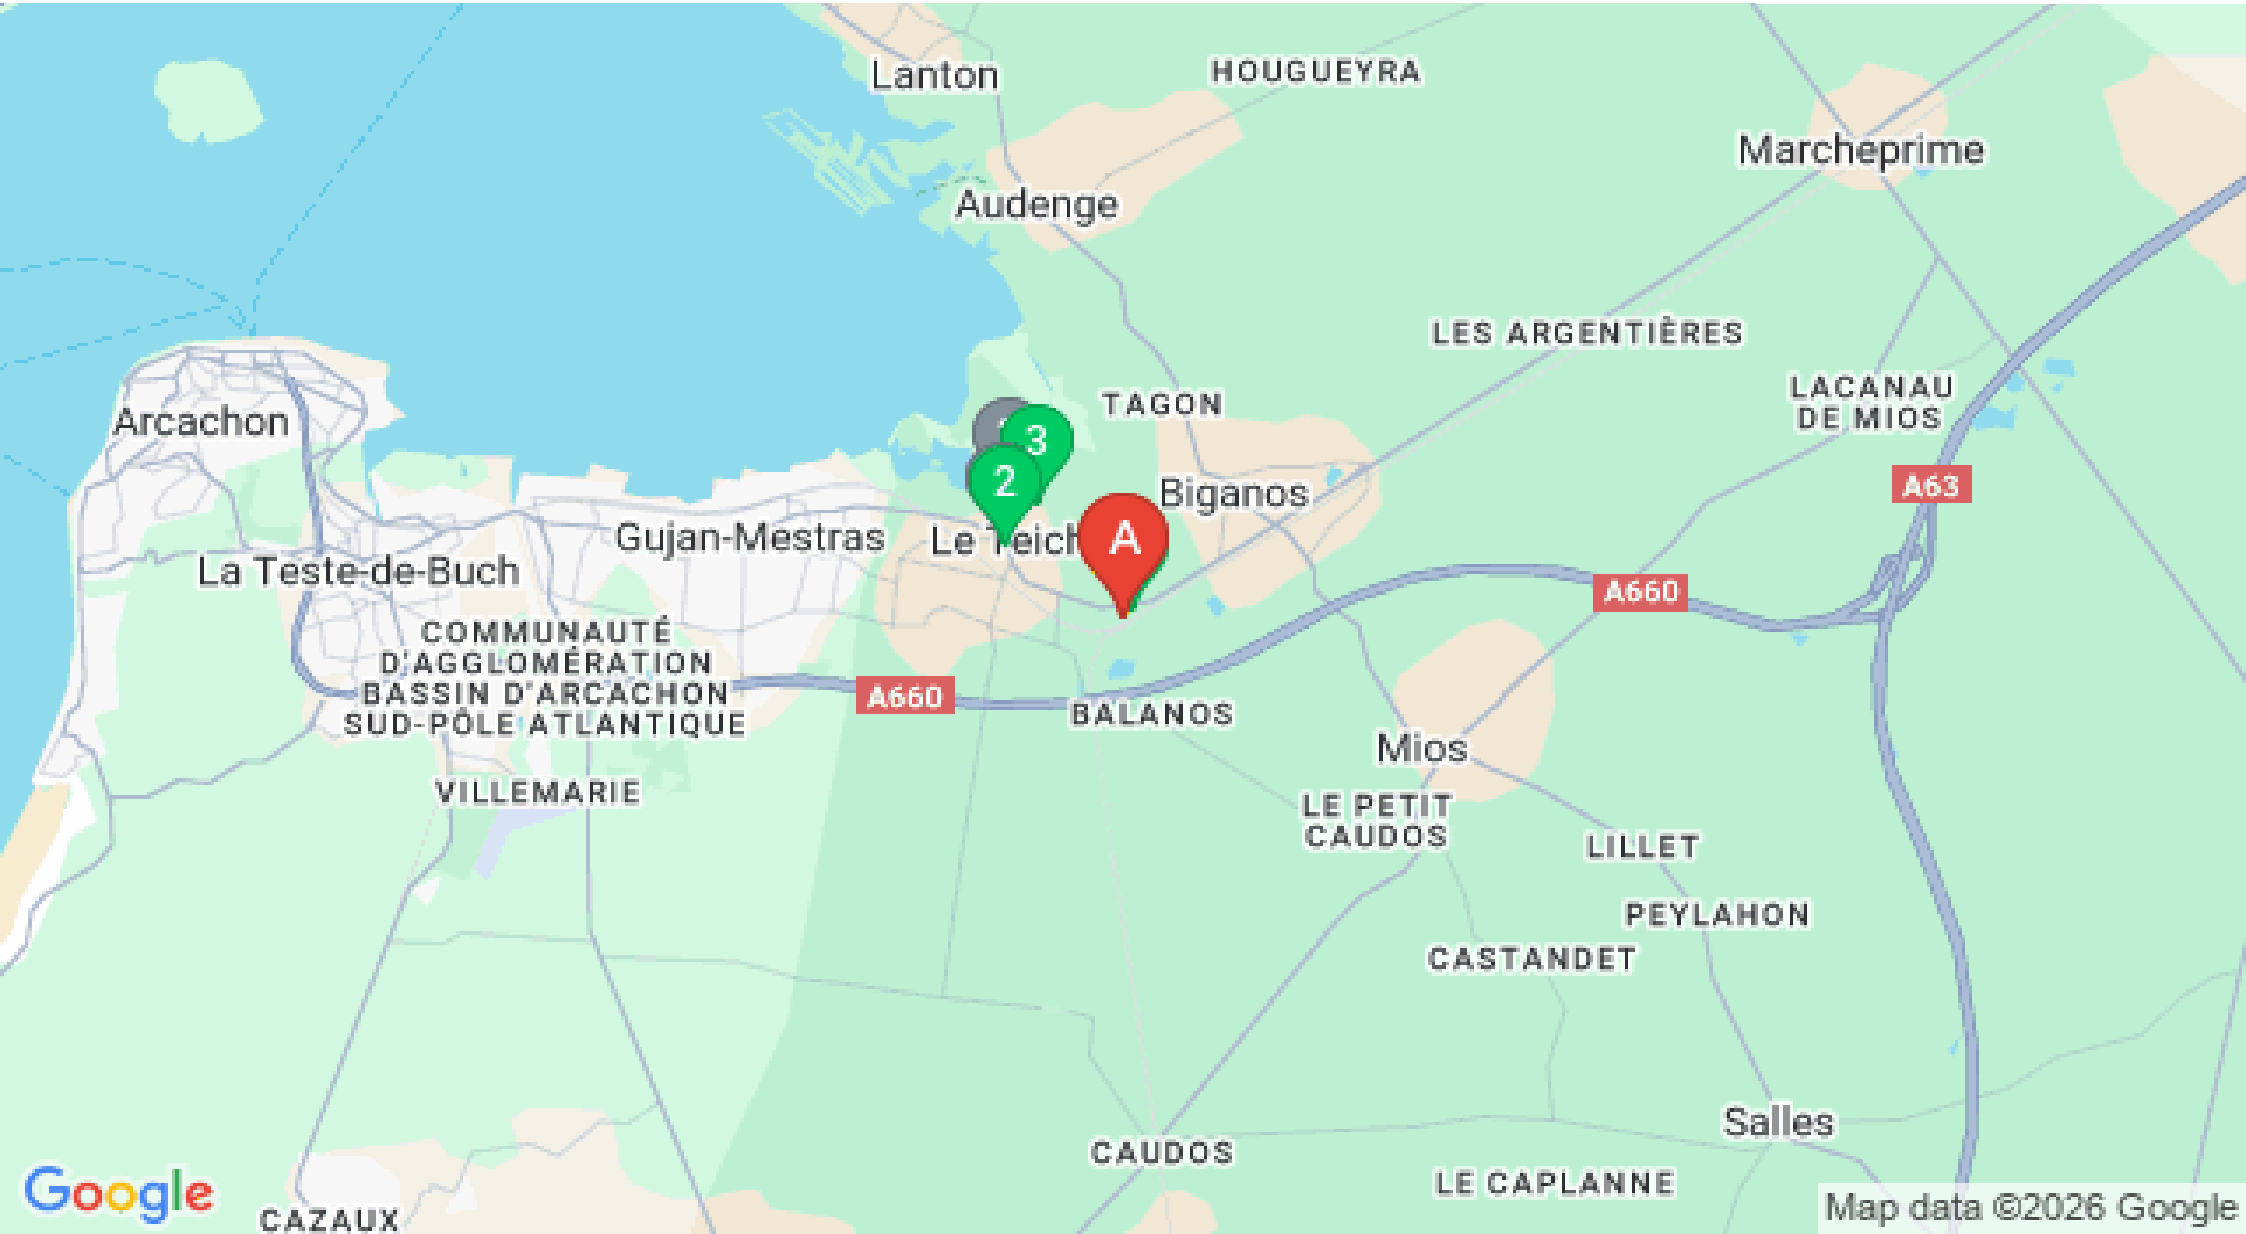 Lanton
HOUGUEYRA
Marcheprime
Audenge
LES ARGENTIÈRES
LACANAU
DE MIOS
TAGON
Arcachon
3
2
A63
Biganos
A
Gujan-Mestras
Le Teich
La Teste-de-Buch
A660
COMMUNAUTÉ
D'AGGLOMÉRATION
BASSIN D'ARCACHON
SUD-PÔLE ATLANTIQUE
A660
BALANOS
Mios
VILLEMARIE
LE PETIT
CAUDOS
LILLET
PEYLAHON
CASTANDET
Salles
CAUDOS
LE CAPLANNE
Google
CAZAUX
Map data ©2026 Google